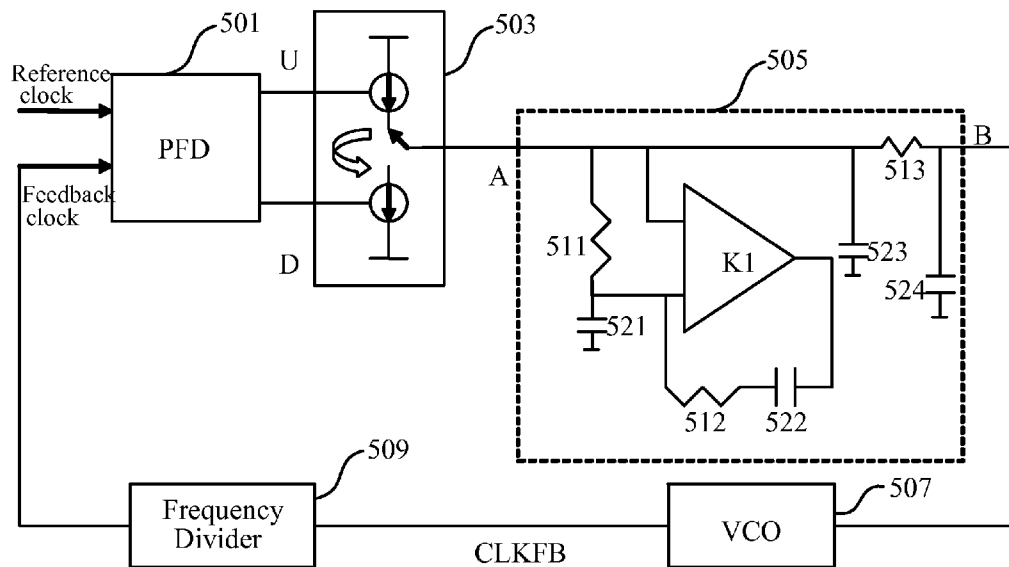 501
503
505
U
Reference
clock
PFD
A
B
513
Feedback
clock
511
K1
523
D
524
521
512
522
509
507
Frequency
Divider
VCO
CLKFB